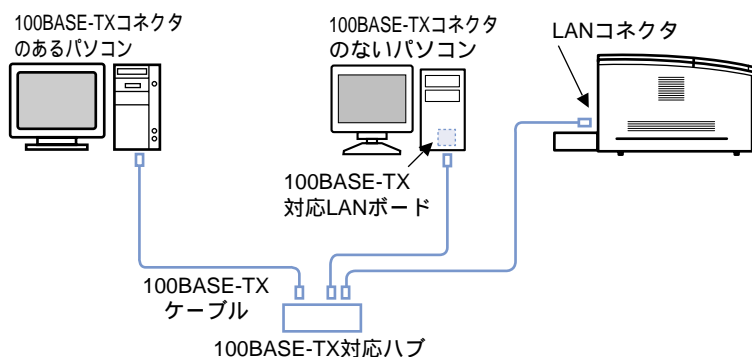 100BASE-TXコネクタ
のあるパソコン
100BASE-TXコネクタ
のないパソコン
LANコネクタ
100BASE-TX
対応LANボード
100BASE-TX
ケーブル
100BASE-TX対応ハブ